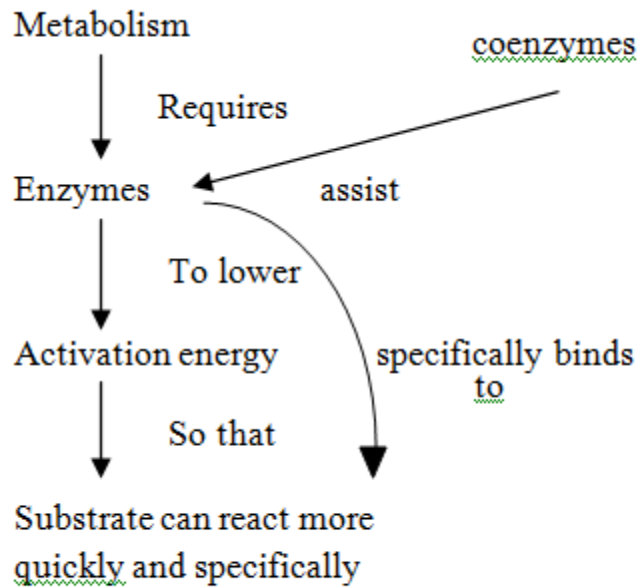 Metabolism
coenzymes
Requires
Enzymes
assist
To lower
Activation energy
specifically binds
to
So that
Substrate can react more
quickly and specifically